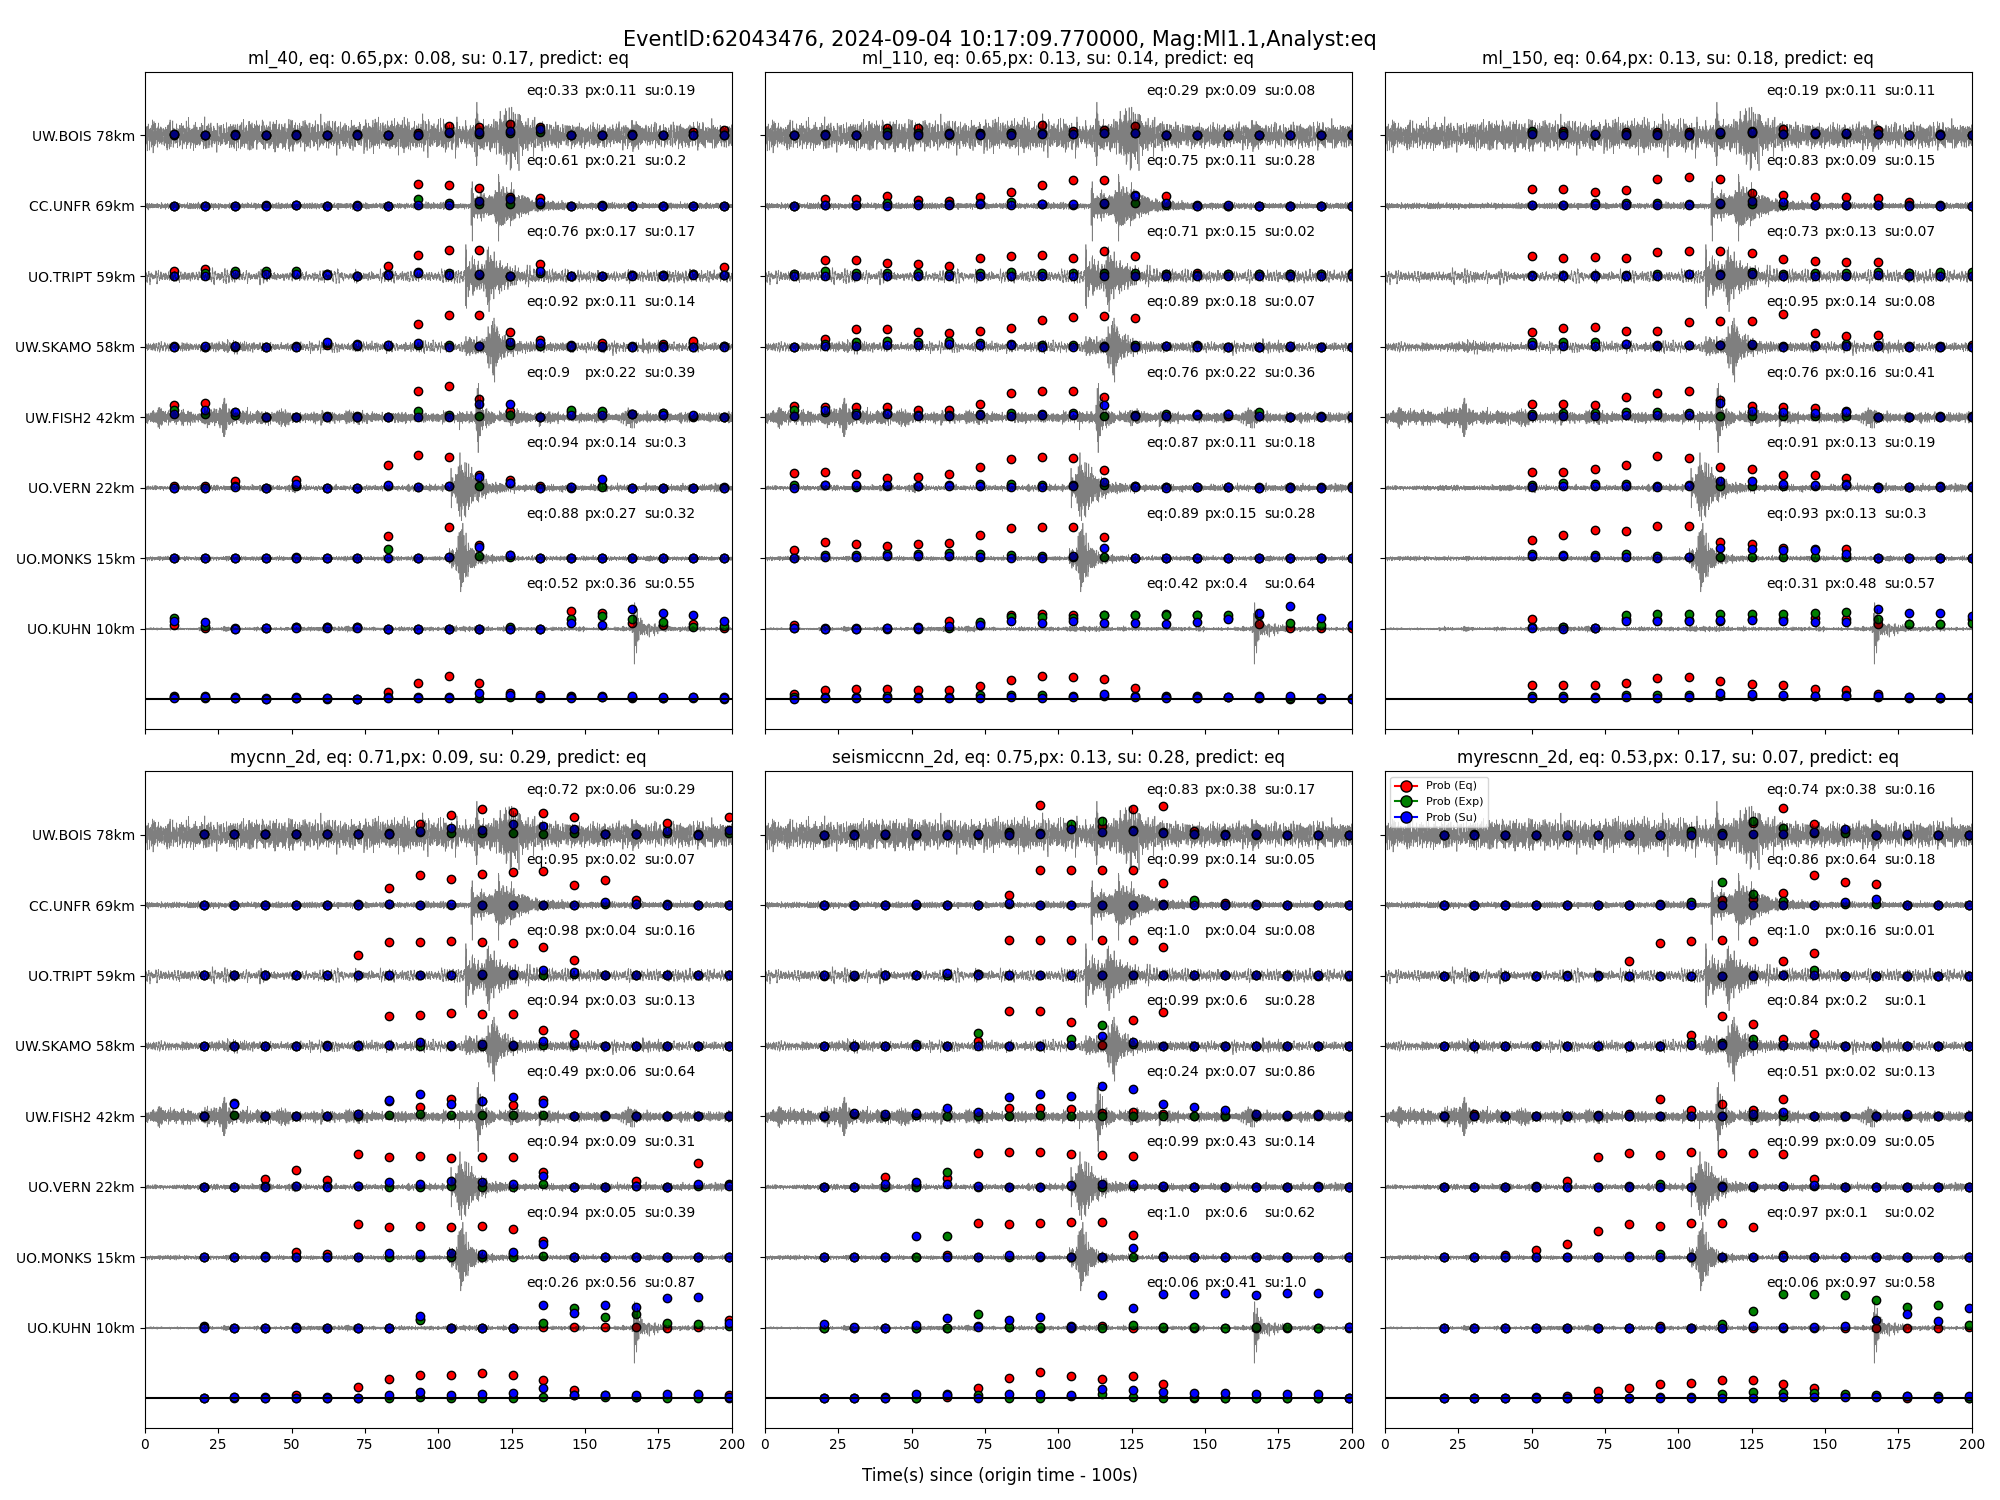 EventID:62043476, 2024-09-04 10:17:09.770000, Mag:Ml1.1,Analyst:eq
ml_40, eq: 0.65,px: 0.08, su: 0.17, predict: eq
UW.BOIS 78km
eq:0.33 px:0.11 su:0.19
CC.UNFR 69km
eq:0.61 px:0.21 su:0.2
UO.TRIPT 59km
eq:0.76 px:0.17 su:0.17
UW.SKAMO 58km
eq:0.92 px:0.11 su:0.14
UW.FISH2 42km
eq:0.9 px:0.22 su:0.39
UO.VERN 22km
eq:0.94 px:0.14 su:0.3
UO.MONKS 15km
eq:0.88 px:0.27 su:0.32
UO.KUHN 10km
eq:0.52 px:0.36 su:0.55
ml_110, eq: 0.65,px: 0.13, su: 0.14, predict: eq
eq:0.29 px:0.09 su:0.08
eq:0.75 px:0.11 su:0.28
eq:0.71 px:0.15 su:0.02
eq:0.89 px:0.18 su:0.07
eq:0.76 px:0.22 su:0.36
eq:0.87 px:0.11 su:0.18
eq:0.89 px:0.15 su:0.28
eq:0.42 px:0.4 su:0.64
ml_150, eq: 0.64,px: 0.13, su: 0.18, predict: eq
eq:0.19 px:0.11 su:0.11
eq:0.83 px:0.09 su:0.15
eq:0.73 px:0.13 su:0.07
eq:0.95 px:0.14 su:0.08
eq:0.76 px:0.16 su:0.41
eq:0.91 px:0.13 su:0.19
eq:0.93 px:0.13 su:0.3
eq:0.31 px:0.48 su:0.57
mycnn_2d, eq: 0.71,px: 0.09, su: 0.29, predict: eq
UW.BOIS 78km
eq:0.72 px:0.06 su:0.29
CC.UNFR 69km
eq:0.95 px:0.02 su:0.07
UO.TRIPT 59km
eq:0.98 px:0.04 su:0.16
UW.SKAMO 58km
eq:0.94 px:0.03 su:0.13
UW.FISH2 42km
eq:0.49 px:0.06 su:0.64
UO.VERN 22km
eq:0.94 px:0.09 su:0.31
UO.MONKS 15km
eq:0.94 px:0.05 su:0.39
UO.KUHN 10km
eq:0.26 px:0.56 su:0.87
0 25 50 75 100 125 150 175 200
seismiccnn_2d, eq: 0.75,px: 0.13, su: 0.28, predict: eq
eq:0.83 px:0.38 su:0.17
eq:0.99 px:0.14 su:0.05
eq:1.0 px:0.04 su:0.08
eq:0.99 px:0.6 su:0.28
eq:0.24 px:0.07 su:0.86
eq:0.99 px:0.43 su:0.14
eq:1.0 px:0.6 su:0.62
eq:0.06 px:0.41 su:1.0
0 25 50 75 100 125 150 175 200
myrescnn_2d, eq: 0.53,px: 0.17, su: 0.07, predict: eq
Prob (Eq)
Prob (Exp)
Prob (Su)
eq:0.74 px:0.38 su:0.16
eq:0.86 px:0.64 su:0.18
eq:1.0 px:0.16 su:0.01
eq:0.84 px:0.2 su:0.1
eq:0.51 px:0.02 su:0.13
eq:0.99 px:0.09 su:0.05
eq:0.97 px:0.1 su:0.02
eq:0.06 px:0.97 su:0.58
0 25 50 75 100 125 150 175 200
Time(s) since (origin time - 100s)